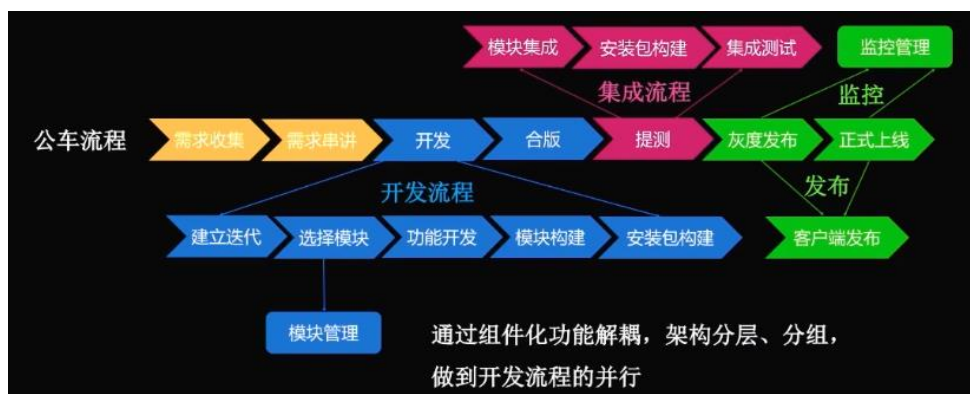 模块集成 安装包构建 集成测试 监控管理
集成流程 监控
公车流程 需求收集 需求串讲 开发 合版 提测 灰度发布 正式上线
开发流程 发布
建立迭代 选择模块 功能开发 模块构建 安装包构建 客户端发布
模块管理
通过组件化功能解耦，架构分层、分组，
做到开发流程的并行